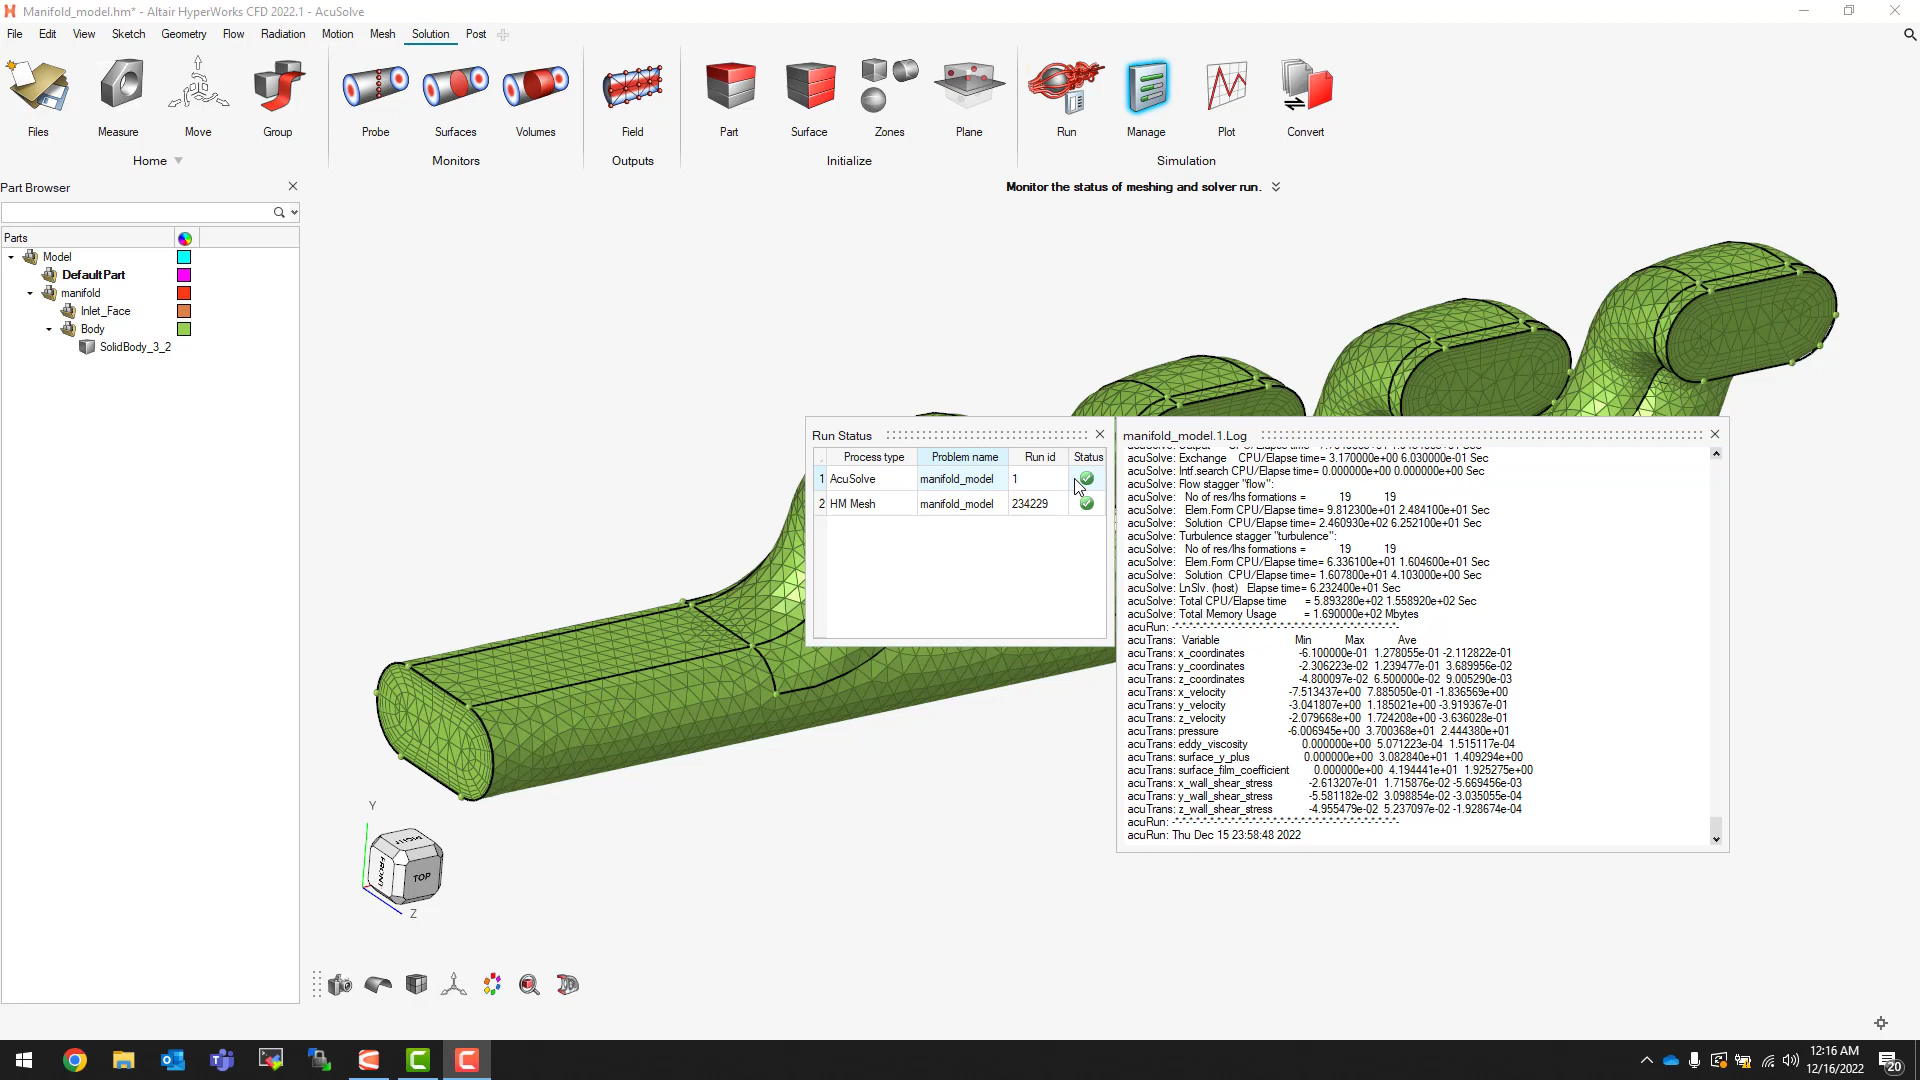 Manifold_model.hm* - Altair HyperWorks CFD 2022.1 - AcuSolve
File Edit View Sketch Geometry Flow Radiation Motion Mesh Solution Post
Files Measure Move Group Probe Surfaces Volumes Field Part Surface Zones Plane Run Manage Plot Convert
Home Monitors Outputs Initialize Simulation
Part Browser
Monitor the status of meshing and solver run.
Parts
Model
DefaultPart
manifold
Inlet_Face
Body
SolidBody_3_2
Run Status
Process type Problem name Run id Status
1 AcuSolve manifold_model 1
2 HM Mesh manifold_model 234229
manifold_model.1.Log
acuSolve: Exchange CPU/Elapse time= 3.170000e+00 6.030000e-01 Sec
acuSolve: Intf.search CPU/Elapse time= 0.000000e+00 0.000000e+00 Sec
acuSolve: Flow stagger "flow":
acuSolve: No of res/lhs formations = 19 19
acuSolve: Elem.Form CPU/Elapse time= 9.812300e+01 2.484100e+01 Sec
acuSolve: Solution CPU/Elapse time= 2.460930e+02 6.252100e+01 Sec
acuSolve: Turbulence stagger "turbulence":
acuSolve: No of res/lhs formations = 19 19
acuSolve: Elem.Form CPU/Elapse time= 6.336100e+01 1.604600e+01 Sec
acuSolve: Solution CPU/Elapse time= 1.607800e+01 4.103000e+00 Sec
acuSolve: LnSlv. (host) Elapse time= 6.232400e+01 Sec
acuSolve: Total CPU/Elapse time = 5.893280e+02 1.558920e+02 Sec
acuSolve: Total Memory Usage = 1.690000e+02 Mbytes
acuRun: -*-*-*-*-*-*-*-*-*-*-*-*-*-*-*-*-*-*-*-*-*-*-*-*-*-*-*-
acuTrans: Variable Min Max Ave
acuTrans: x_coordinates -6.100000e-01 1.278055e-01 -2.112822e-01
acuTrans: y_coordinates -2.306223e-02 1.239477e-01 3.689956e-02
acuTrans: z_coordinates -4.800097e-02 6.500000e-02 9.005290e-03
acuTrans: x_velocity -7.513437e+00 7.885050e-01 -1.836569e+00
acuTrans: y_velocity -3.041807e+00 1.185021e+00 -3.919367e-01
acuTrans: z_velocity -2.079668e+00 1.724208e+00 -3.636028e-01
acuTrans: pressure -6.006945e+00 3.700368e+01 2.444380e+01
acuTrans: eddy_viscosity 0.000000e+00 5.071223e-04 1.515117e-04
acuTrans: surface_y_plus 0.000000e+00 3.082840e+01 1.409294e+00
acuTrans: surface_film_coefficient 0.000000e+00 4.194441e+01 1.925275e+00
acuTrans: x_wall_shear_stress -2.613207e-01 1.715876e-02 -5.669456e-03
acuTrans: y_wall_shear_stress -5.581182e-02 3.098854e-02 -3.035055e-04
acuTrans: z_wall_shear_stress -4.955479e-02 5.237097e-02 -1.928674e-04
acuRun: -*-*-*-*-*-*-*-*-*-*-*-*-*-*-*-*-*-*-*-*-*-*-*-*-*-*-*-
acuRun: Thu Dec 15 23:58:48 2022
Y
RIGHT
FRONT
TOP
Z
12:16 AM
12/16/2022
20